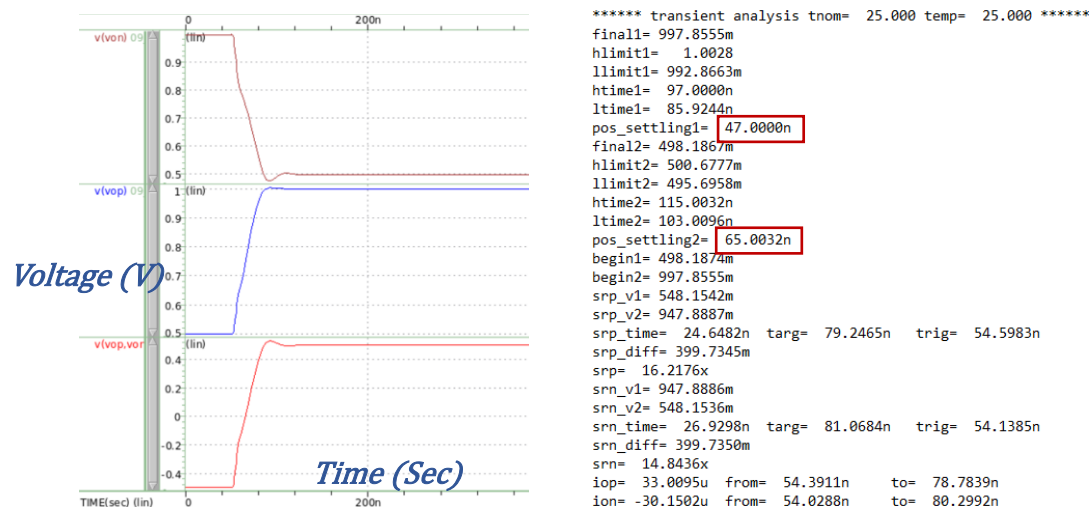 0 200n
v(von) 09 (lin)
0.9
0.8
0.7
0.6
0.5
v(vop) 09 1 (lin)
0.9
0.8
Voltage (V) 0.7
0.6
0.5
v(vop,von (lin)
0.4
0.2
0
-0.2
-0.4
Time (Sec)
TIME(sec) (lin) 0 200n
****** transient analysis tnom= 25.000 temp= 25.000 ******
final1= 997.8555m
hlimit1= 1.0028
llimit1= 992.8663m
htime1= 97.0000n
ltime1= 85.9244n
pos_settling1= 47.0000n
final2= 498.1867m
hlimit2= 500.6777m
llimit2= 495.6958m
htime2= 115.0032n
ltime2= 103.0096n
pos_settling2= 65.0032n
begin1= 498.1874m
begin2= 997.8555m
srp_v1= 548.1542m
srp_v2= 947.8887m
srp_time= 24.6482n targ= 79.2465n trig= 54.5983n
srp_diff= 399.7345m
srp= 16.2176x
srn_v1= 947.8886m
srn_v2= 548.1536m
srn_time= 26.9298n targ= 81.0684n trig= 54.1385n
srn_diff= 399.7350m
srn= 14.8436x
iop= 33.0095u from= 54.3911n to= 78.7839n
ion= -30.1502u from= 54.0288n to= 80.2992n